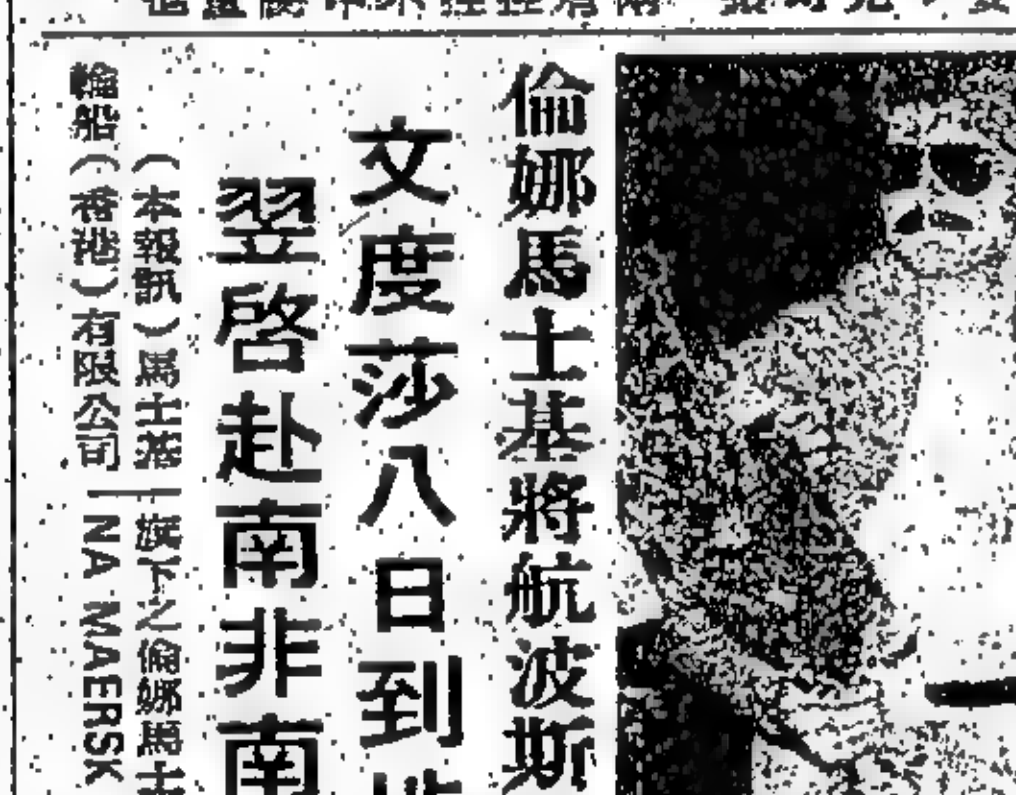 倫娜馬士基將航波斯
文度莎八日到
翌啓赴南非南
（本報訊）馬士基旗下之倫娜馬士
輪船（香港）有限公司
NA MAERSK